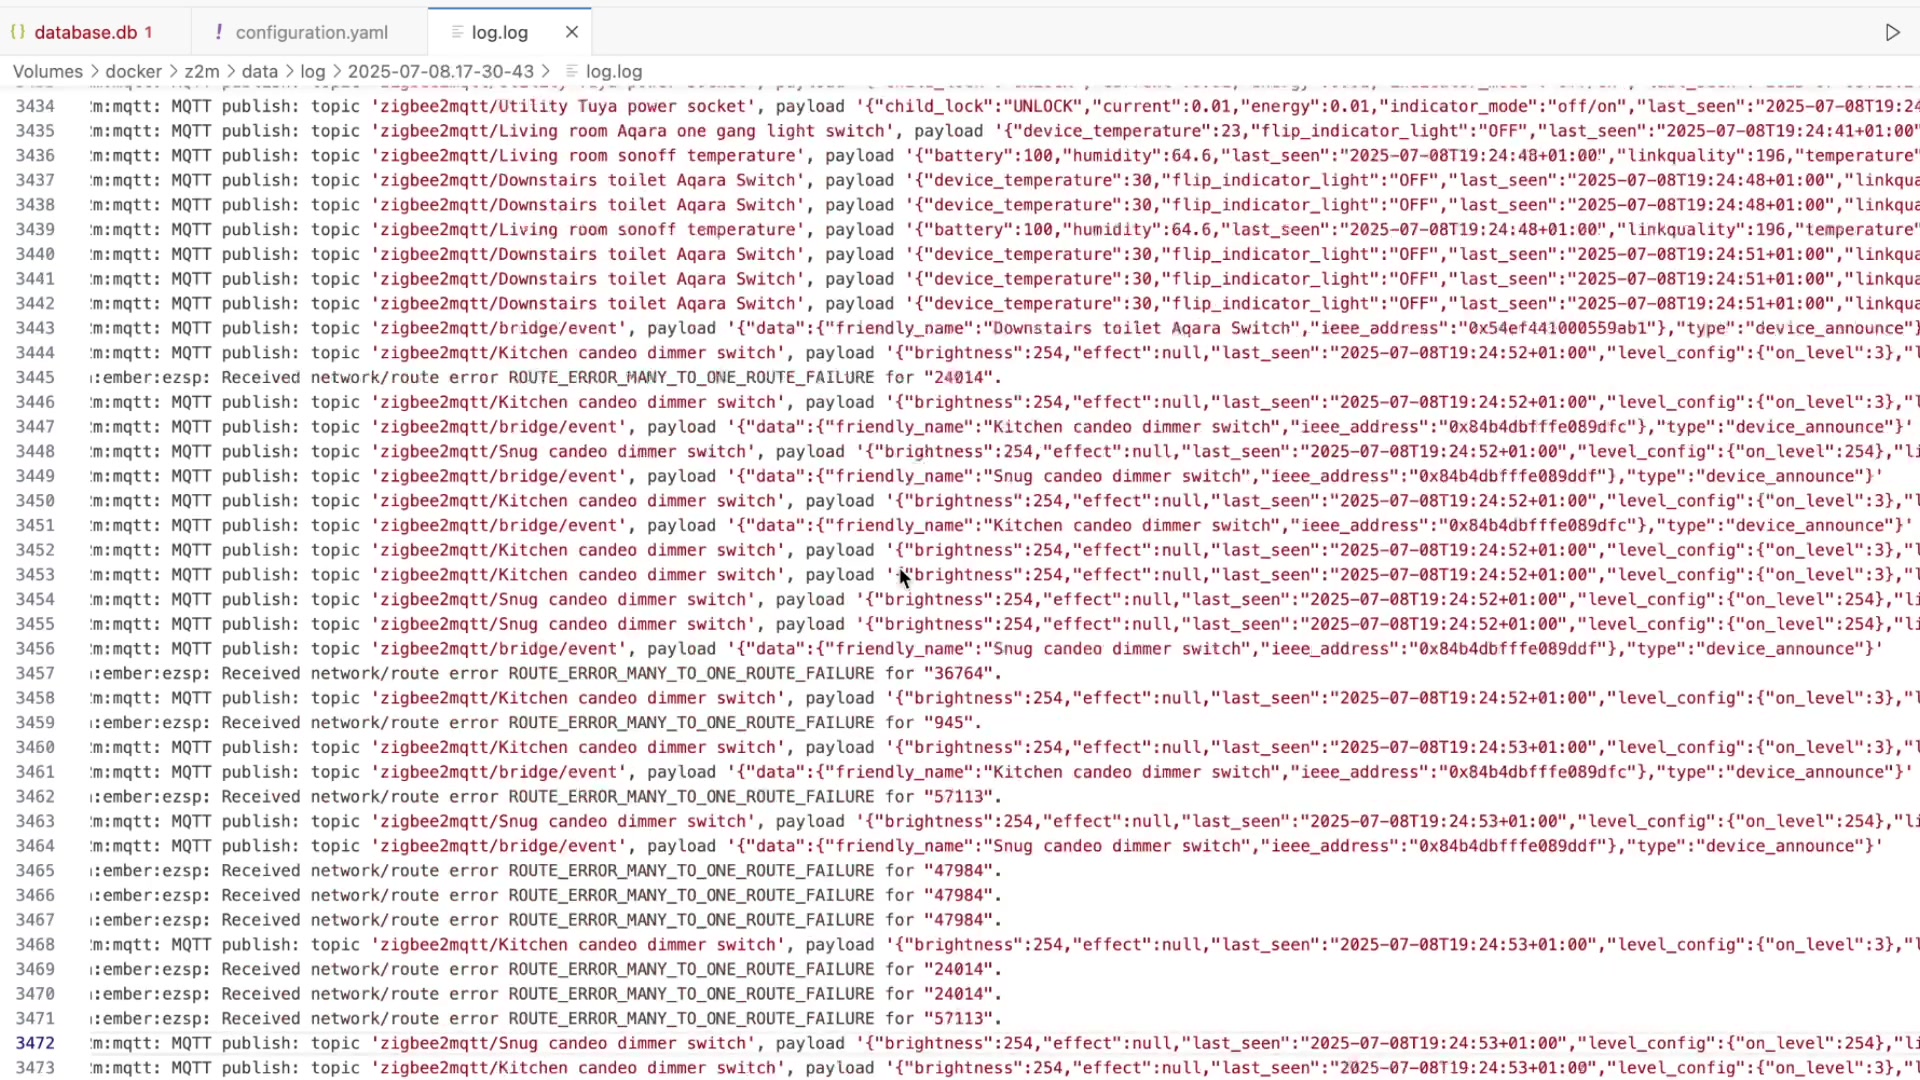 database.db 1 configuration.yaml log.log
Volumes > docker > z2m > data > log > 2025-07-08.17-30-43 > log.log
3434 2m:mqtt: MQTT publish: topic 'zigbee2mqtt/Utility Tuya power socket', payload '{"child_lock":"UNLOCK","current":0.01,"energy":0.01,"indicator_mode":"off/on","last_seen":"2025-07-08T19:24
3435 2m:mqtt: MQTT publish: topic 'zigbee2mqtt/Living room Aqara one gang light switch', payload '{"device_temperature":23,"flip_indicator_light":"OFF","last_seen":"2025-07-08T19:24:41+01:00"
3436 2m:mqtt: MQTT publish: topic 'zigbee2mqtt/Living room sonoff temperature', payload '{"battery":100,"humidity":64.6,"last_seen":"2025-07-08T19:24:48+01:00","linkquality":196,"temperature"
3437 2m:mqtt: MQTT publish: topic 'zigbee2mqtt/Downstairs toilet Aqara Switch', payload '{"device_temperature":30,"flip_indicator_light":"OFF","last_seen":"2025-07-08T19:24:48+01:00","linkqua
3438 2m:mqtt: MQTT publish: topic 'zigbee2mqtt/Downstairs toilet Aqara Switch', payload '{"device_temperature":30,"flip_indicator_light":"OFF","last_seen":"2025-07-08T19:24:48+01:00","linkqua
3439 2m:mqtt: MQTT publish: topic 'zigbee2mqtt/Living room sonoff temperature', payload '{"battery":100,"humidity":64.6,"last_seen":"2025-07-08T19:24:48+01:00","linkquality":196,"temperature"
3440 2m:mqtt: MQTT publish: topic 'zigbee2mqtt/Downstairs toilet Aqara Switch', payload '{"device_temperature":30,"flip_indicator_light":"OFF","last_seen":"2025-07-08T19:24:51+01:00","linkqua
3441 2m:mqtt: MQTT publish: topic 'zigbee2mqtt/Downstairs toilet Aqara Switch', payload '{"device_temperature":30,"flip_indicator_light":"OFF","last_seen":"2025-07-08T19:24:51+01:00","linkqua
3442 2m:mqtt: MQTT publish: topic 'zigbee2mqtt/Downstairs toilet Aqara Switch', payload '{"device_temperature":30,"flip_indicator_light":"OFF","last_seen":"2025-07-08T19:24:51+01:00","linkqua
3443 2m:mqtt: MQTT publish: topic 'zigbee2mqtt/bridge/event', payload '{"data":{"friendly_name":"Downstairs toilet Aqara Switch","ieee_address":"0x54ef441000559ab1"},"type":"device_announce"}
3444 2m:mqtt: MQTT publish: topic 'zigbee2mqtt/Kitchen candeo dimmer switch', payload '{"brightness":254,"effect":null,"last_seen":"2025-07-08T19:24:52+01:00","level_config":{"on_level":3},"l
3445 :ember:ezsp: Received network/route error ROUTE_ERROR_MANY_TO_ONE_ROUTE_FAILURE for "24014".
3446 2m:mqtt: MQTT publish: topic 'zigbee2mqtt/Kitchen candeo dimmer switch', payload '{"brightness":254,"effect":null,"last_seen":"2025-07-08T19:24:52+01:00","level_config":{"on_level":3},"l
3447 2m:mqtt: MQTT publish: topic 'zigbee2mqtt/bridge/event', payload '{"data":{"friendly_name":"Kitchen candeo dimmer switch","ieee_address":"0x84b4dbfffe089dfc"},"type":"device_announce"}'
3448 2m:mqtt: MQTT publish: topic 'zigbee2mqtt/Snug candeo dimmer switch', payload '{"brightness":254,"effect":null,"last_seen":"2025-07-08T19:24:52+01:00","level_config":{"on_level":254},"li
3449 2m:mqtt: MQTT publish: topic 'zigbee2mqtt/bridge/event', payload '{"data":{"friendly_name":"Snug candeo dimmer switch","ieee_address":"0x84b4dbfffe089ddf"},"type":"device_announce"}'
3450 2m:mqtt: MQTT publish: topic 'zigbee2mqtt/Kitchen candeo dimmer switch', payload '{"brightness":254,"effect":null,"last_seen":"2025-07-08T19:24:52+01:00","level_config":{"on_level":3},"l
3451 2m:mqtt: MQTT publish: topic 'zigbee2mqtt/bridge/event', payload '{"data":{"friendly_name":"Kitchen candeo dimmer switch","ieee_address":"0x84b4dbfffe089dfc"},"type":"device_announce"}'
3452 2m:mqtt: MQTT publish: topic 'zigbee2mqtt/Kitchen candeo dimmer switch', payload '{"brightness":254,"effect":null,"last_seen":"2025-07-08T19:24:52+01:00","level_config":{"on_level":3},"l
3453 2m:mqtt: MQTT publish: topic 'zigbee2mqtt/Kitchen candeo dimmer switch', payload '{"brightness":254,"effect":null,"last_seen":"2025-07-08T19:24:52+01:00","level_config":{"on_level":3},"l
3454 2m:mqtt: MQTT publish: topic 'zigbee2mqtt/Snug candeo dimmer switch', payload '{"brightness":254,"effect":null,"last_seen":"2025-07-08T19:24:52+01:00","level_config":{"on_level":254},"li
3455 2m:mqtt: MQTT publish: topic 'zigbee2mqtt/Snug candeo dimmer switch', payload '{"brightness":254,"effect":null,"last_seen":"2025-07-08T19:24:52+01:00","level_config":{"on_level":254},"li
3456 2m:mqtt: MQTT publish: topic 'zigbee2mqtt/bridge/event', payload '{"data":{"friendly_name":"Snug candeo dimmer switch","ieee_address":"0x84b4dbfffe089ddf"},"type":"device_announce"}'
3457 :ember:ezsp: Received network/route error ROUTE_ERROR_MANY_TO_ONE_ROUTE_FAILURE for "36764".
3458 2m:mqtt: MQTT publish: topic 'zigbee2mqtt/Kitchen candeo dimmer switch', payload '{"brightness":254,"effect":null,"last_seen":"2025-07-08T19:24:52+01:00","level_config":{"on_level":3},"l
3459 :ember:ezsp: Received network/route error ROUTE_ERROR_MANY_TO_ONE_ROUTE_FAILURE for "945".
3460 2m:mqtt: MQTT publish: topic 'zigbee2mqtt/Kitchen candeo dimmer switch', payload '{"brightness":254,"effect":null,"last_seen":"2025-07-08T19:24:53+01:00","level_config":{"on_level":3},"l
3461 2m:mqtt: MQTT publish: topic 'zigbee2mqtt/bridge/event', payload '{"data":{"friendly_name":"Kitchen candeo dimmer switch","ieee_address":"0x84b4dbfffe089dfc"},"type":"device_announce"}'
3462 :ember:ezsp: Received network/route error ROUTE_ERROR_MANY_TO_ONE_ROUTE_FAILURE for "57113".
3463 2m:mqtt: MQTT publish: topic 'zigbee2mqtt/Snug candeo dimmer switch', payload '{"brightness":254,"effect":null,"last_seen":"2025-07-08T19:24:53+01:00","level_config":{"on_level":254},"li
3464 2m:mqtt: MQTT publish: topic 'zigbee2mqtt/bridge/event', payload '{"data":{"friendly_name":"Snug candeo dimmer switch","ieee_address":"0x84b4dbfffe089ddf"},"type":"device_announce"}'
3465 :ember:ezsp: Received network/route error ROUTE_ERROR_MANY_TO_ONE_ROUTE_FAILURE for "47984".
3466 :ember:ezsp: Received network/route error ROUTE_ERROR_MANY_TO_ONE_ROUTE_FAILURE for "47984".
3467 :ember:ezsp: Received network/route error ROUTE_ERROR_MANY_TO_ONE_ROUTE_FAILURE for "47984".
3468 2m:mqtt: MQTT publish: topic 'zigbee2mqtt/Kitchen candeo dimmer switch', payload '{"brightness":254,"effect":null,"last_seen":"2025-07-08T19:24:53+01:00","level_config":{"on_level":3},"l
3469 :ember:ezsp: Received network/route error ROUTE_ERROR_MANY_TO_ONE_ROUTE_FAILURE for "24014".
3470 :ember:ezsp: Received network/route error ROUTE_ERROR_MANY_TO_ONE_ROUTE_FAILURE for "24014".
3471 :ember:ezsp: Received network/route error ROUTE_ERROR_MANY_TO_ONE_ROUTE_FAILURE for "57113".
3472 2m:mqtt: MQTT publish: topic 'zigbee2mqtt/Snug candeo dimmer switch', payload '{"brightness":254,"effect":null,"last_seen":"2025-07-08T19:24:53+01:00","level_config":{"on_level":254},"li
3473 2m:mqtt: MQTT publish: topic 'zigbee2mqtt/Kitchen candeo dimmer switch', payload '{"brightness":254,"effect":null,"last_seen":"2025-07-08T19:24:53+01:00","level_config":{"on_level":3},"l